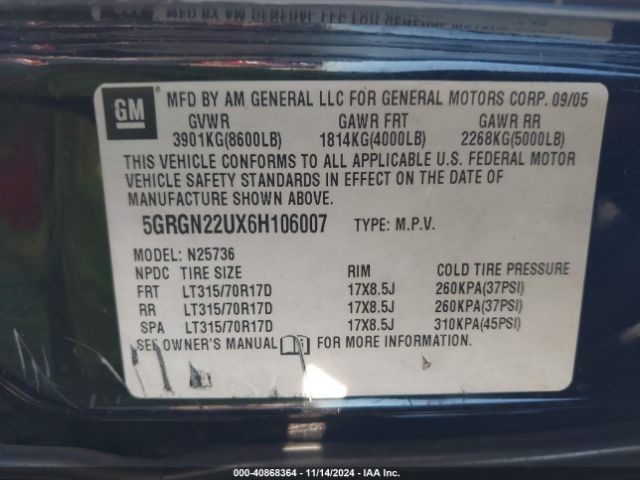 GM
MFD BY AM GENERAL LLC FOR GENERAL MOTORS CORP. 09/05
GVWR GAWR FRT GAWR RR
3901KG(8600LB) 1814KG(4000LB) 2268KG(5000LB)
THIS VEHICLE CONFORMS TO ALL APPLICABLE U.S. FEDERAL MOTOR
VEHICLE SAFETY STANDARDS IN EFFECT ON THE DATE OF
MANUFACTURE SHOWN ABOVE.
5GRGN22UX6H106007 TYPE: M.P.V.
MODEL: N25736
NPDC TIRE SIZE RIM COLD TIRE PRESSURE
FRT LT315/70R17D 17X8.5J 260KPA(37PSI)
RR LT315/70R17D 17X8.5J 260KPA(37PSI)
SPA LT315/70R17D 17X8.5J 310KPA(45PSI)
SEE OWNER'S MANUAL FOR MORE INFORMATION.
000-40868364 - 11/14/2024 - IAA Inc.